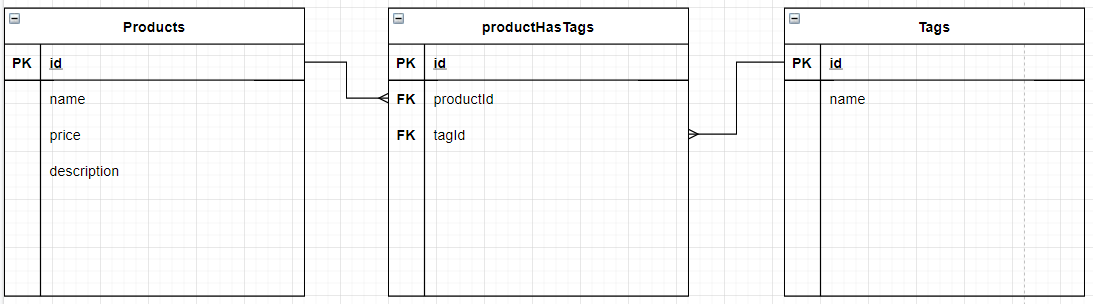 Products
PK id
name
price
description
productHasTags
PK id
FK productId
FK tagId
Tags
PK id
name